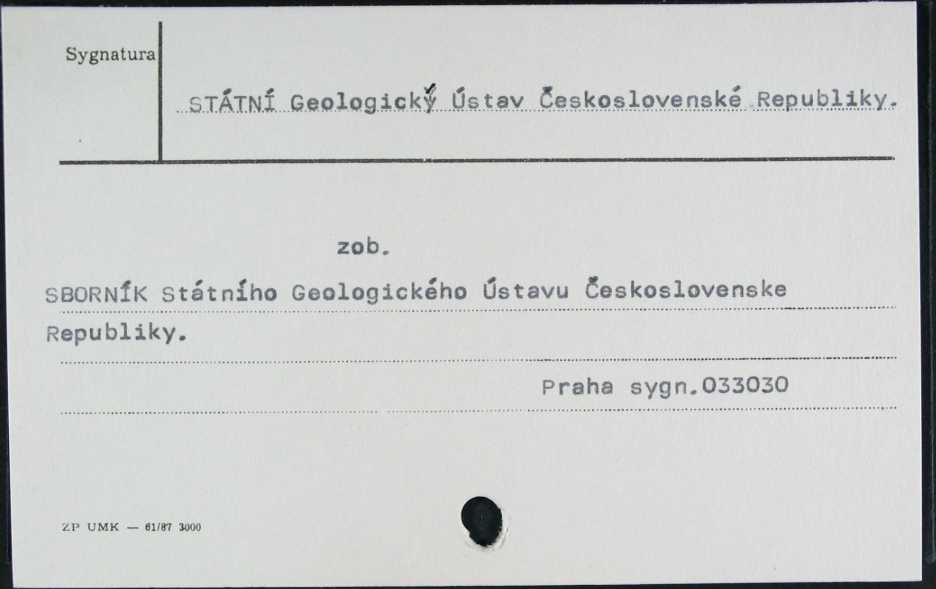 Sygnatura
STÁTNÍ Geologický Ústav Československé Republiky.
zob.
SBORNÍK Státního Geologického Ústavu Československe
Republiky.
Praha sygn.033030
ZP UMK — 61/87 3000